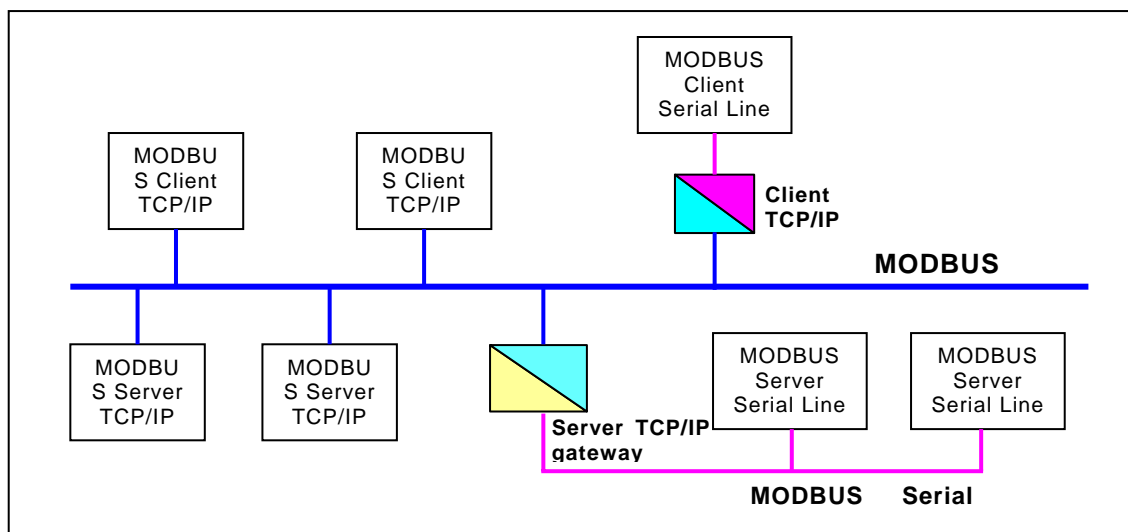 MODBUS
Client
Serial Line
MODBU
S Client
TCP/IP
MODBU
S Client
TCP/IP
Client
TCP/IP
MODBUS
MODBU
S Server
TCP/IP
MODBU
S Server
TCP/IP
Server TCP/IP
gateway
MODBUS
Server
Serial Line
MODBUS
Server
Serial Line
MODBUS Serial